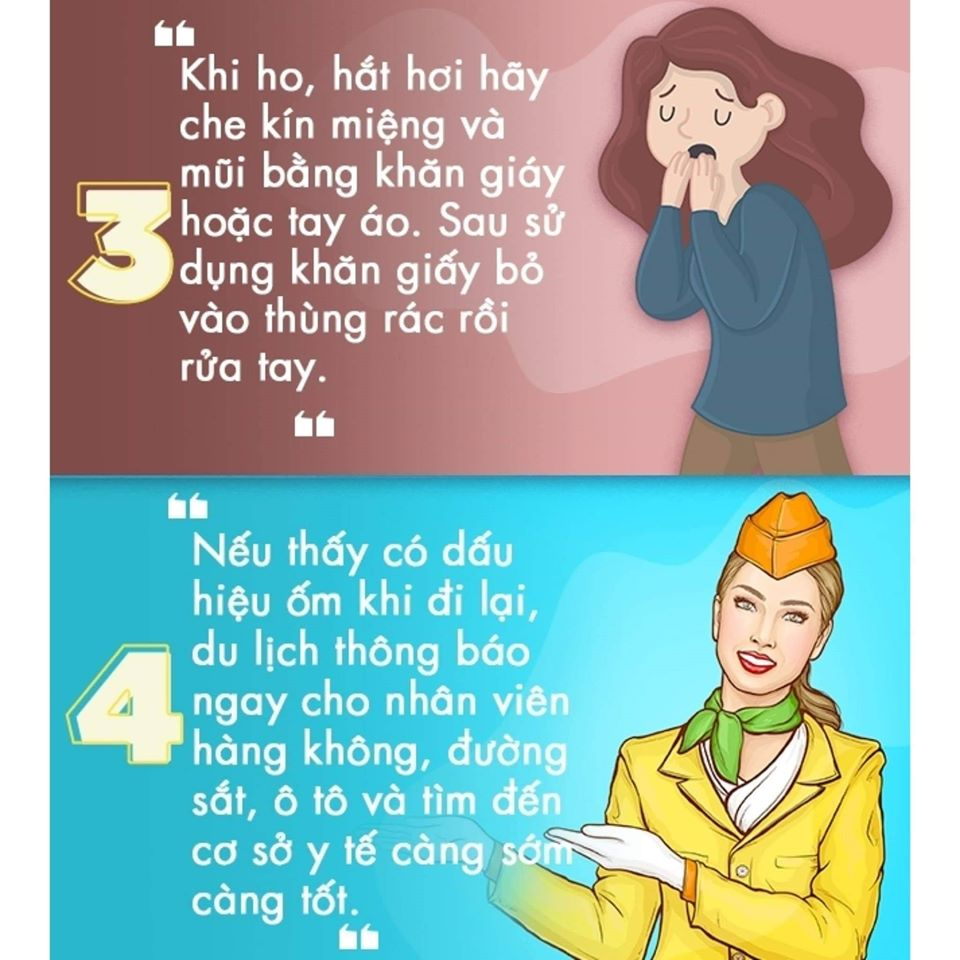 Khi ho, hắt hơi hãy
che kín miệng và
mũi bằng khăn giáy
3
hoặc tay áo. Sau sử
dụng khăn giấy bỏ
vào thùng rác rồi
rửa tay.
Nếu thấy có dấu
hiệu ốm khi đi lại,
du lịch thông báo
4
ngay cho nhân viên
hàng không, đường
sắt, ô tô và tìm đến
cơ sở y tế càng sớm
càng tốt.